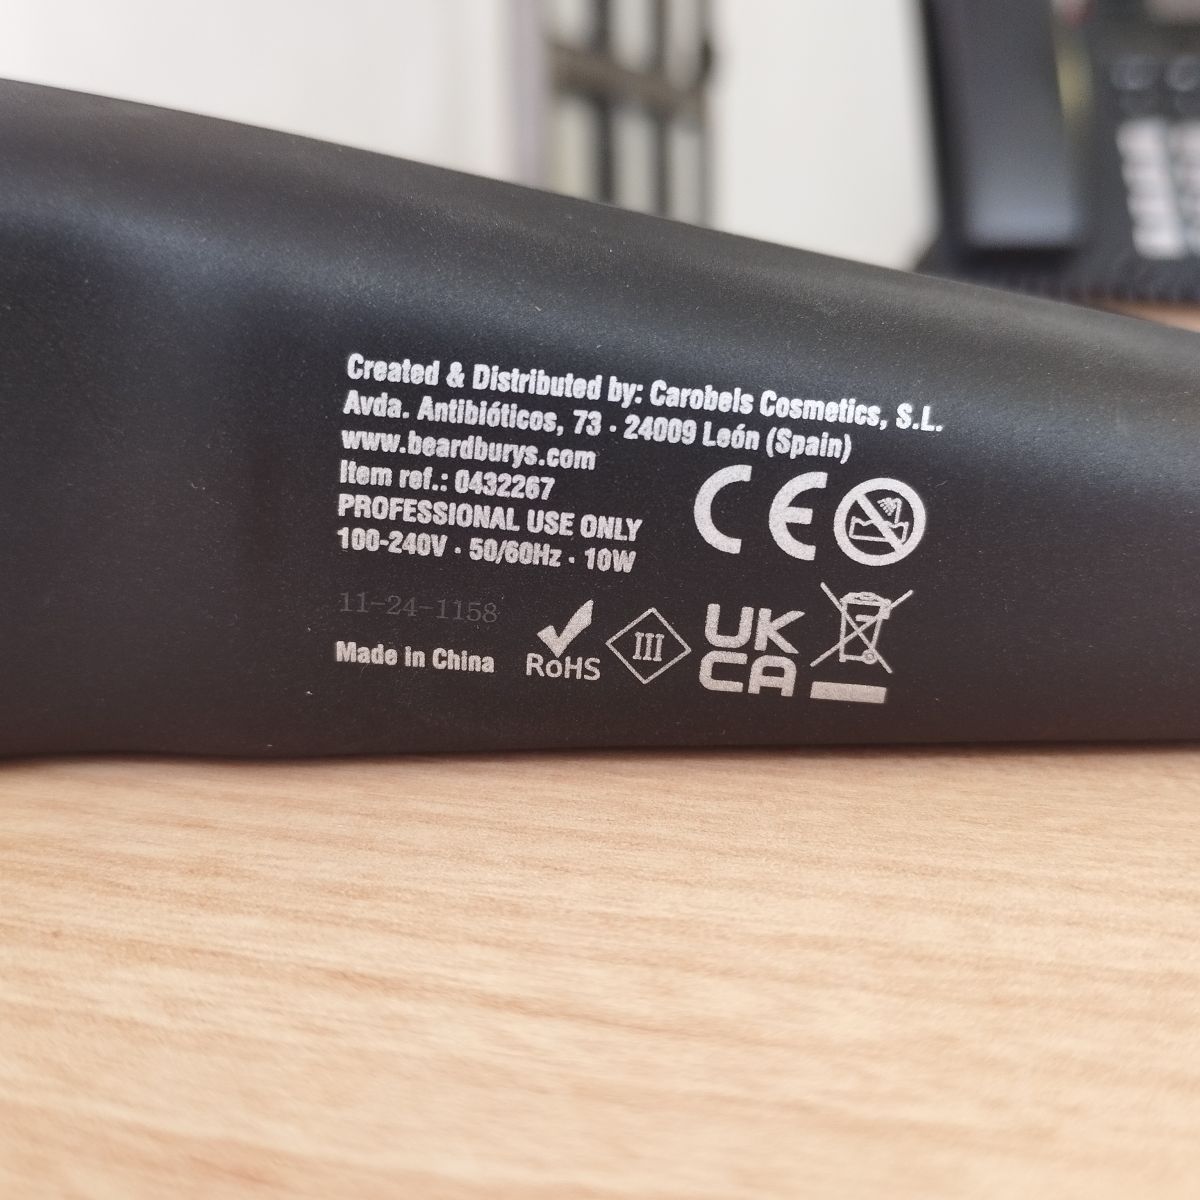 Created & Distributed by: Carobels Cosmetics, S.L.
Avda. Antibióticos, 73 · 24009 León (Spain)
www.beardburys.com
Item ref.: 0432267
PROFESSIONAL USE ONLY
100-240V · 50/60Hz · 10W
CE
11-24-1158
Made in China
RoHS
III
UK
CA